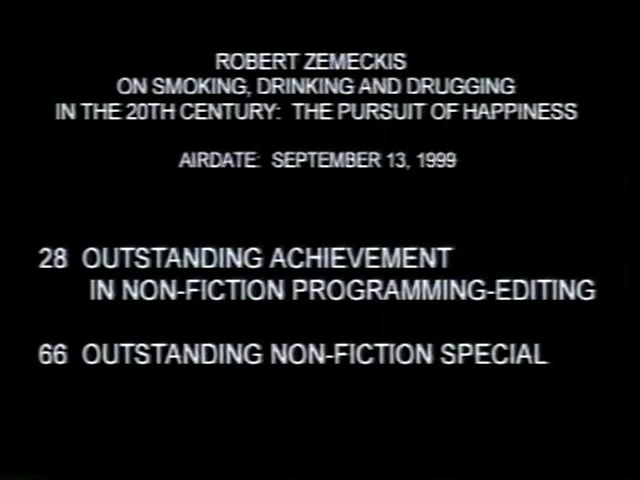 ROBERT ZEMECKIS
ON SMOKING, DRINKING AND DRUGGING
IN THE 20TH CENTURY: THE PURSUIT OF HAPPINESS
AIRDATE: SEPTEMBER 13, 1999
28 OUTSTANDING ACHIEVEMENT
IN NON-FICTION PROGRAMMING-EDITING
66 OUTSTANDING NON-FICTION SPECIAL